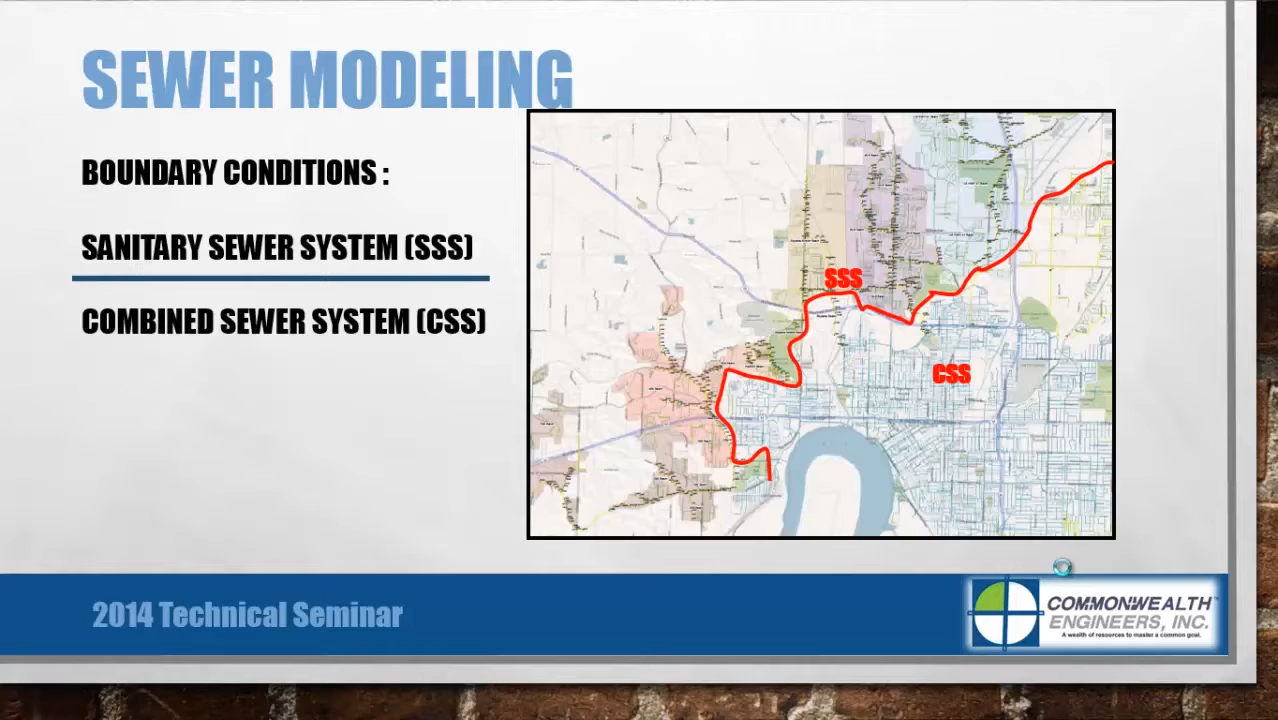 SEWER MODELING
BOUNDARY CONDITIONS :
SANITARY SEWER SYSTEM (SSS)
COMBINED SEWER SYSTEM (CSS)
SSS
CSS
2014 Technical Seminar
COMMONWEALTH™
ENGINEERS, INC.
A wealth of resources to master a common goal.